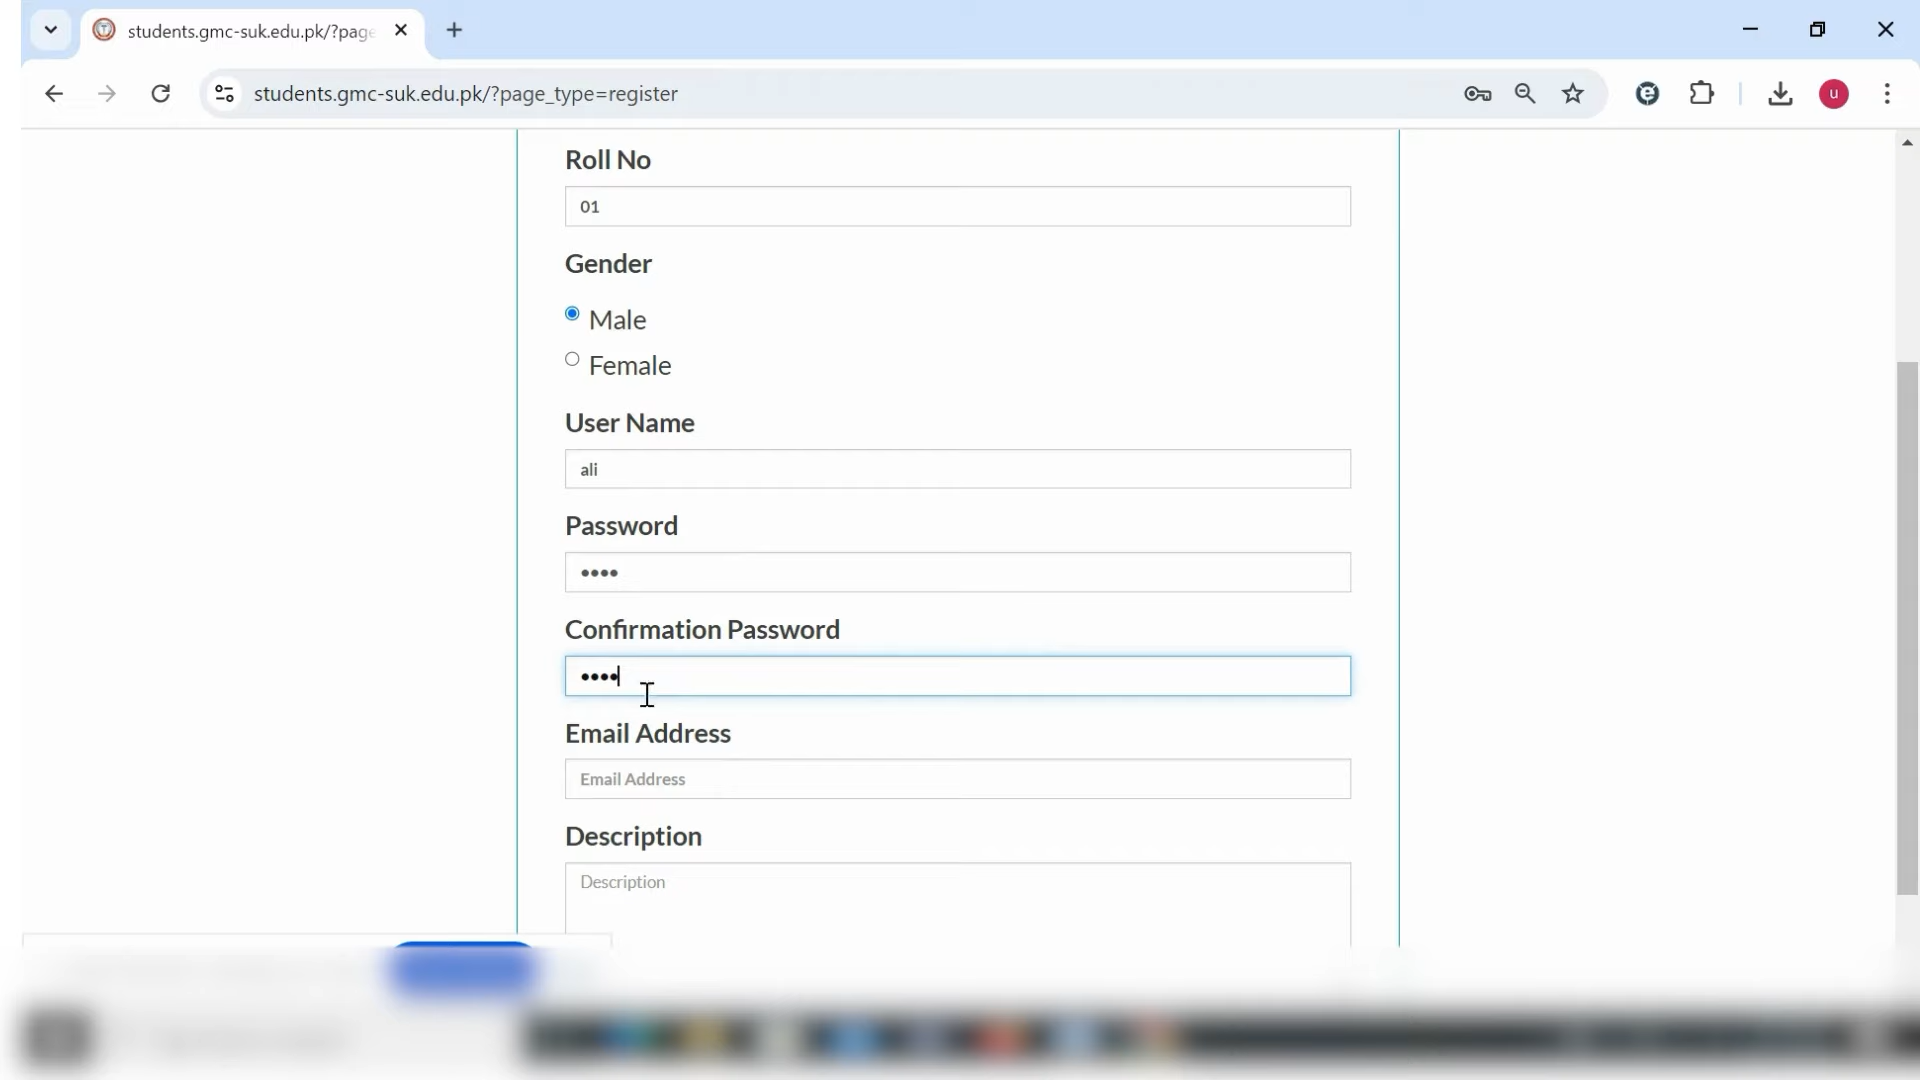 students.gmc-suk.edu.pk/?page
students.gmc-suk.edu.pk/?page_type=register
u
Roll No
01
Gender
Male
Female
User Name
ali
Password
••••
Confirmation Password
••••
Email Address
Email Address
Description
Description